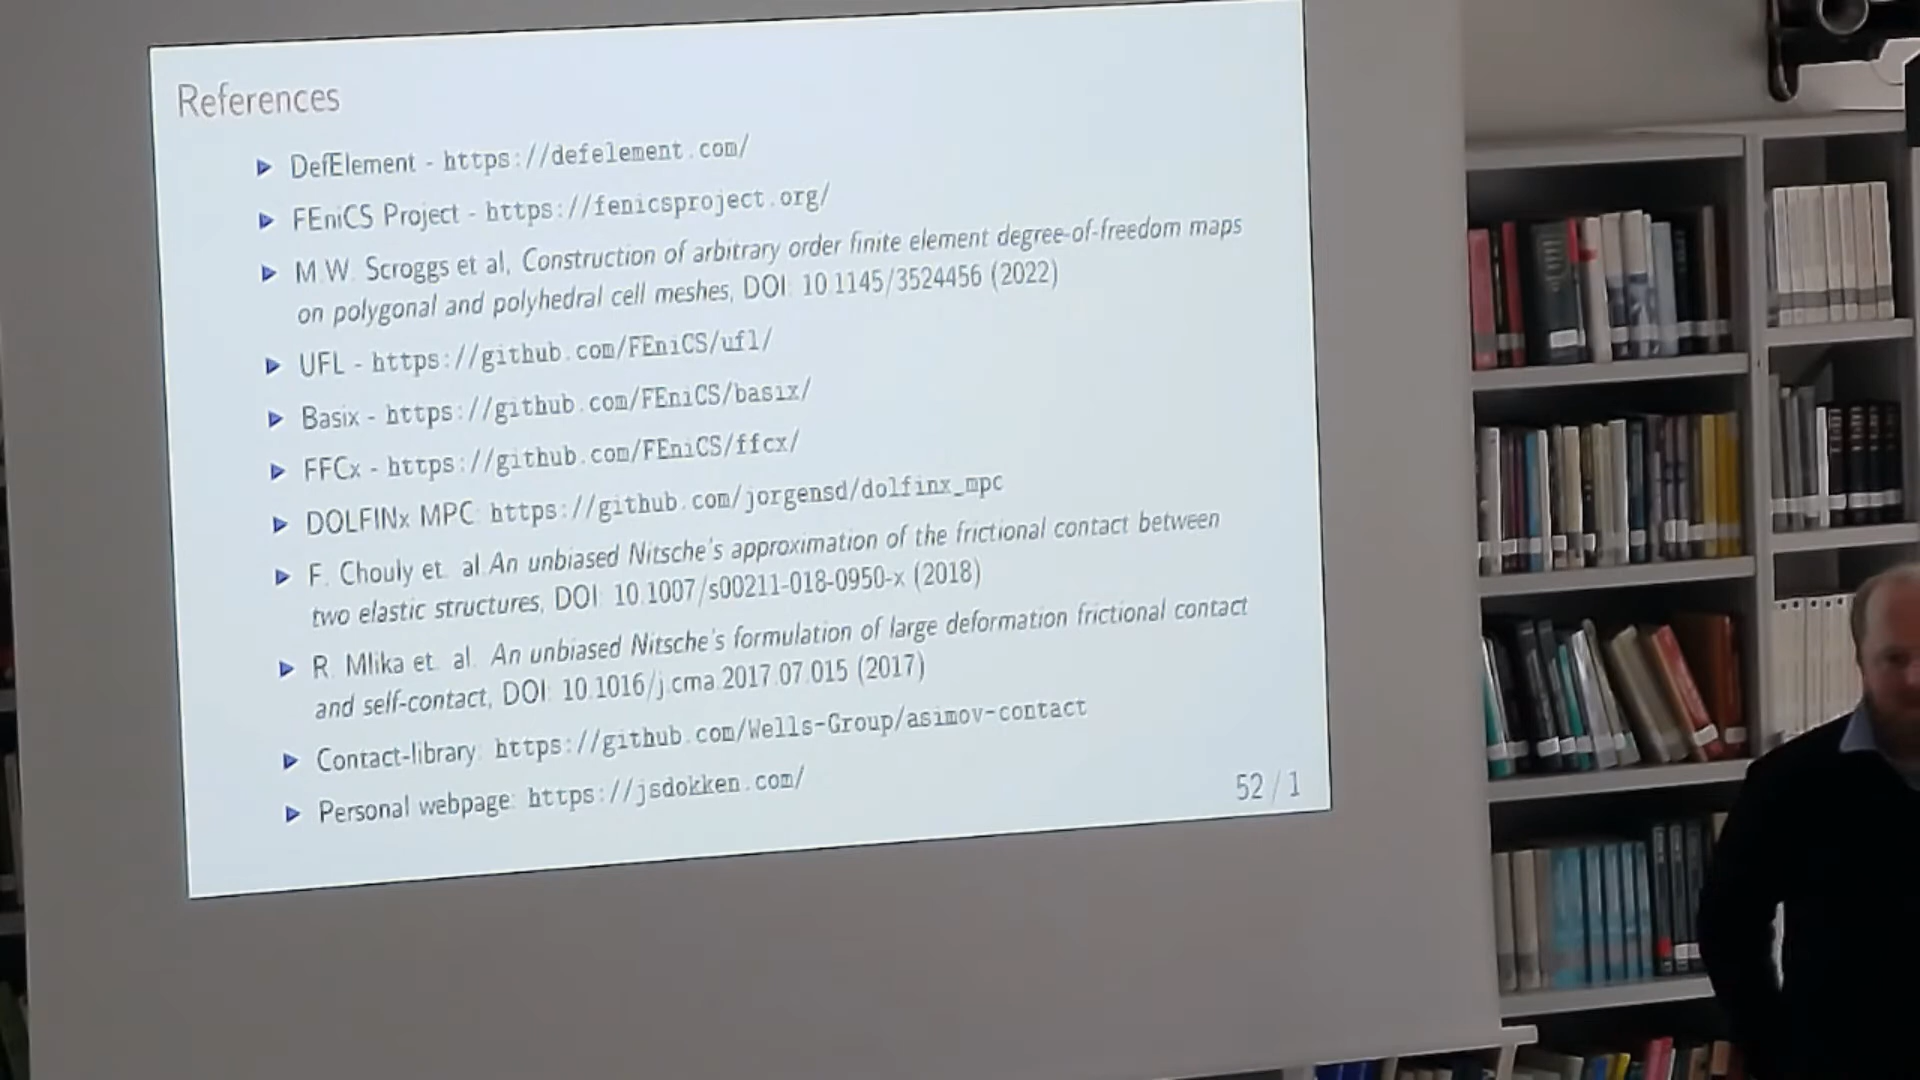 References
DefElement - https://defelement.com/
FEniCS Project - https://fenicsproject.org/
M.W. Scroggs et al, Construction of arbitrary order finite element degree-of-freedom maps
on polygonal and polyhedral cell meshes, DOI: 10.1145/3524456 (2022)
UFL - https://github.com/FEniCS/ufl/
Basix - https://github.com/FEniCS/basix/
FFCx - https://github.com/FEniCS/ffcx/
DOLFINx MPC: https://github.com/jorgensd/dolfinx_mpc
F. Chouly et. al An unbiased Nitsche's approximation of the frictional contact between
two elastic structures, DOI: 10.1007/s00211-018-0950-x (2018)
R. Mlika et. al. An unbiased Nitsche's formulation of large deformation frictional contact
and self-contact, DOI: 10.1016/j.cma.2017.07.015 (2017)
Contact-library: https://github.com/Wells-Group/asimov-contact
Personal webpage: https://jsdokken.com/
52 / 1